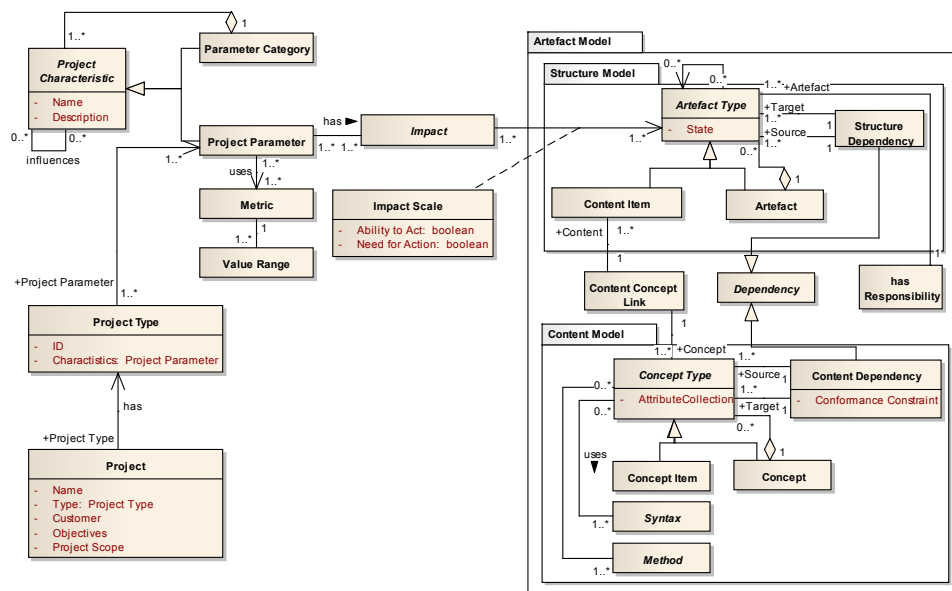 1
1..*
Parameter Category
Project
Characteristic
- Name
- Description
0..*
0..*
influences
Project Parameter
1..*
has
1..*
1..*
Impact
1..*
1..*
1..*
uses
1..*
Metric
1
1..*
Value Range
Impact Scale
- Ability to Act: boolean
- Need for Action: boolean
+Project Parameter
1..*
Project Type
- ID
- Charactistics: Project Parameter
has
+Project Type
Project
- Name
- Type: Project Type
- Customer
- Objectives
- Project Scope
Artefact Model
Structure Model
0..*
0..*
1..*
+Artefact
Artefact Type
- State
+Target
1..*
1
+Source
1..*
1
Structure
Dependency
0..*
1
Content Item
Artefact
+Content
1..*
1
Content Concept
Link
1
Dependency
1
has
Responsibility
Content Model
1..*
+Concept
Concept Type
- AttributeCollection
0..*
0..*
1..*
+Source
1
1..*
+Target
1
Content Dependency
- Conformance Constraint
0..*
1
uses
Concept Item
Concept
Syntax
1..*
Method
1..*